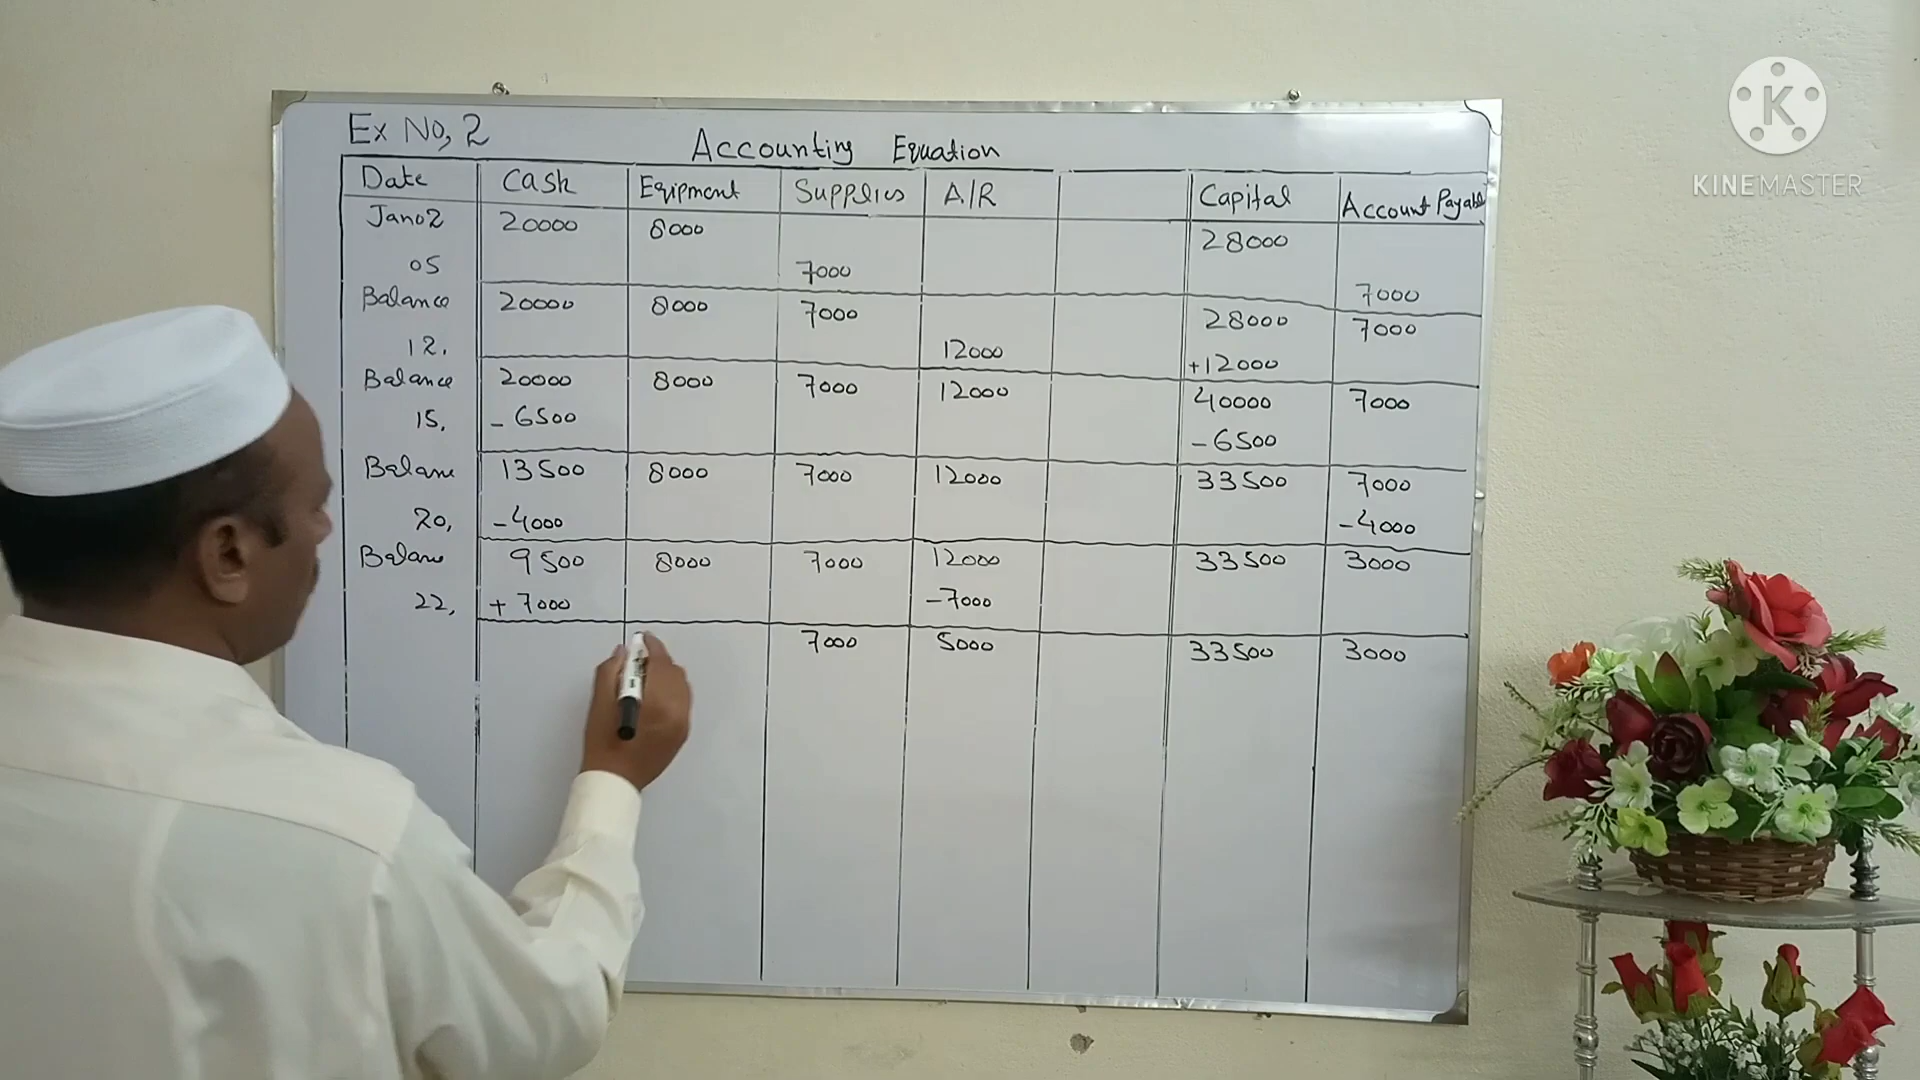 KINEMASTER
Ex No, 2
Accounting Equation
Date Cash Eqipment Supplies A/R Capital Account Payable
Jan 02 20000 8000 28000
05 7000 7000
Balance 20000 8000 7000 28000 7000
12, 12000 +12000
Balance 20000 8000 7000 12000 40000 7000
15, - 6500 - 6500
Balane 13500 8000 7000 12000 33500 7000
20, - 4000 - 4000
Balane 9500 8000 7000 12000 33500 3000
22, + 7000 - 7000
7000 5000 33500 3000